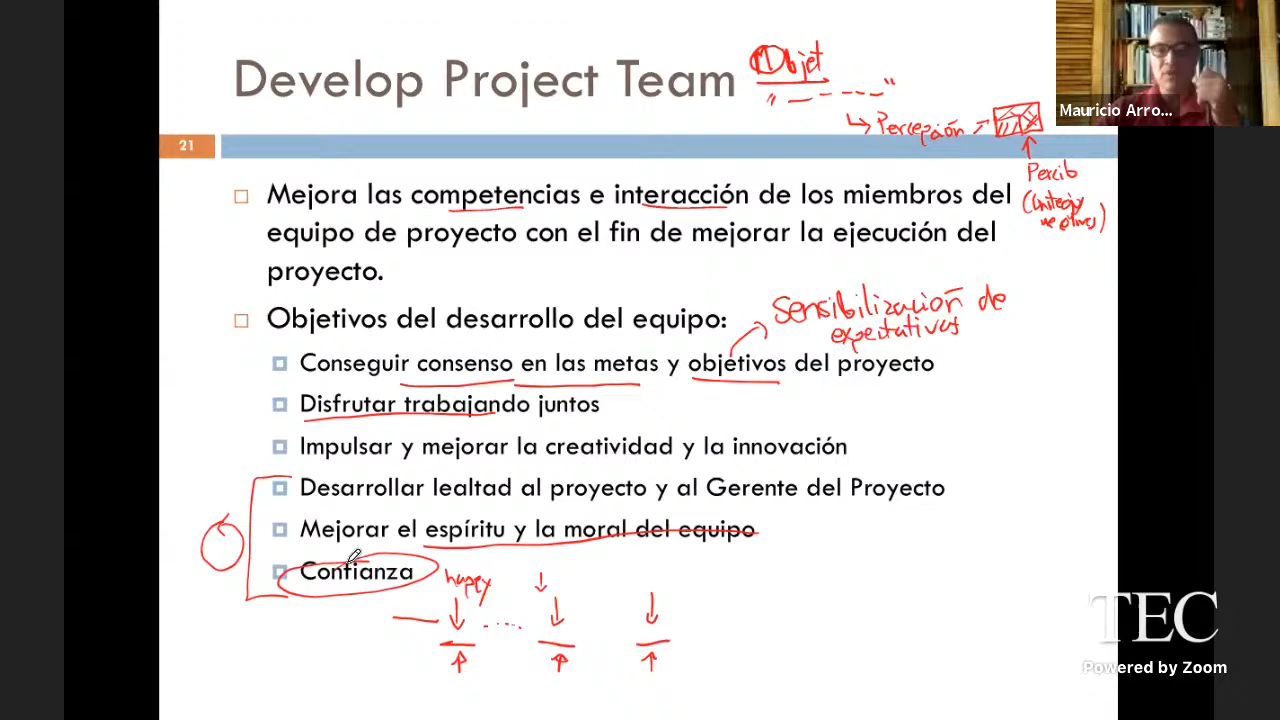 Develop Project Team
Objet
Percepción
Mauricio Arro...
21
Percib
Mejora las competencias e interacción de los miembros del
equipo de proyecto con el fin de mejorar la ejecución del
proyecto.
Sensibilización de
expectativas
Objetivos del desarrollo del equipo:
Conseguir consenso en las metas y objetivos del proyecto
Disfrutar trabajando juntos
Impulsar y mejorar la creatividad y la innovación
Desarrollar lealtad al proyecto y al Gerente del Proyecto
Mejorar el espíritu y la moral del equipo
Confianza
happy
TEC
Powered by Zoom